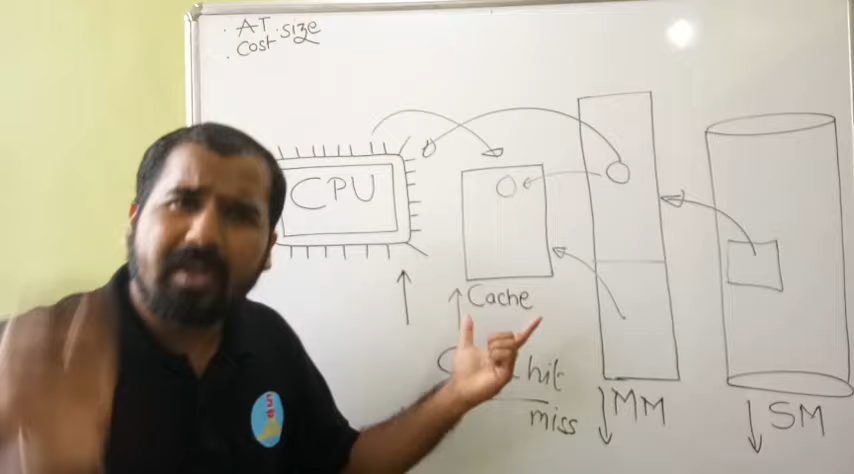 · AT · size
· Cost
CPU
Cache
hit
miss
MM
SM